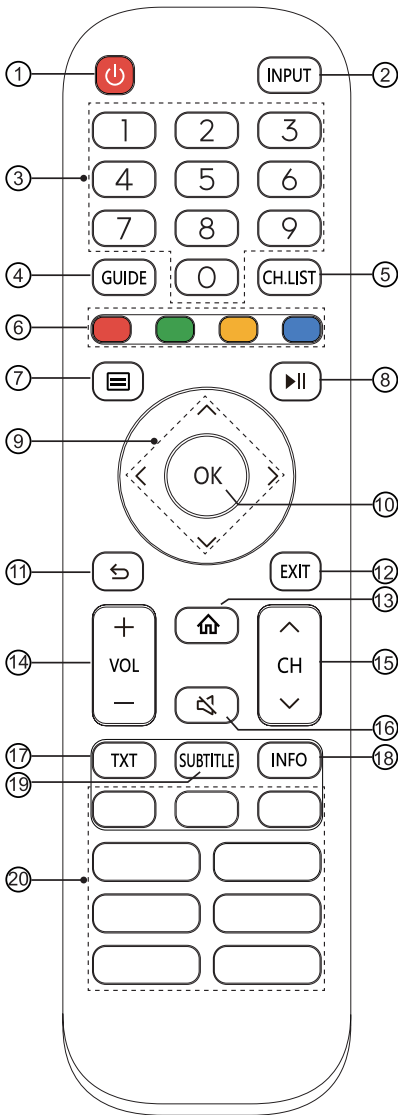 ① INPUT ②
1 2 3
③ 4 5 6
7 8 9
④ GUIDE 0 CH.LIST ⑤
⑥
⑦ ⑧
⑨
OK
⑩
⑪ EXIT ⑫
⑬
+
⑭ VOL CH ⑮
−
⑯
⑰ TXT SUBTITLE INFO ⑱
⑲
⑳